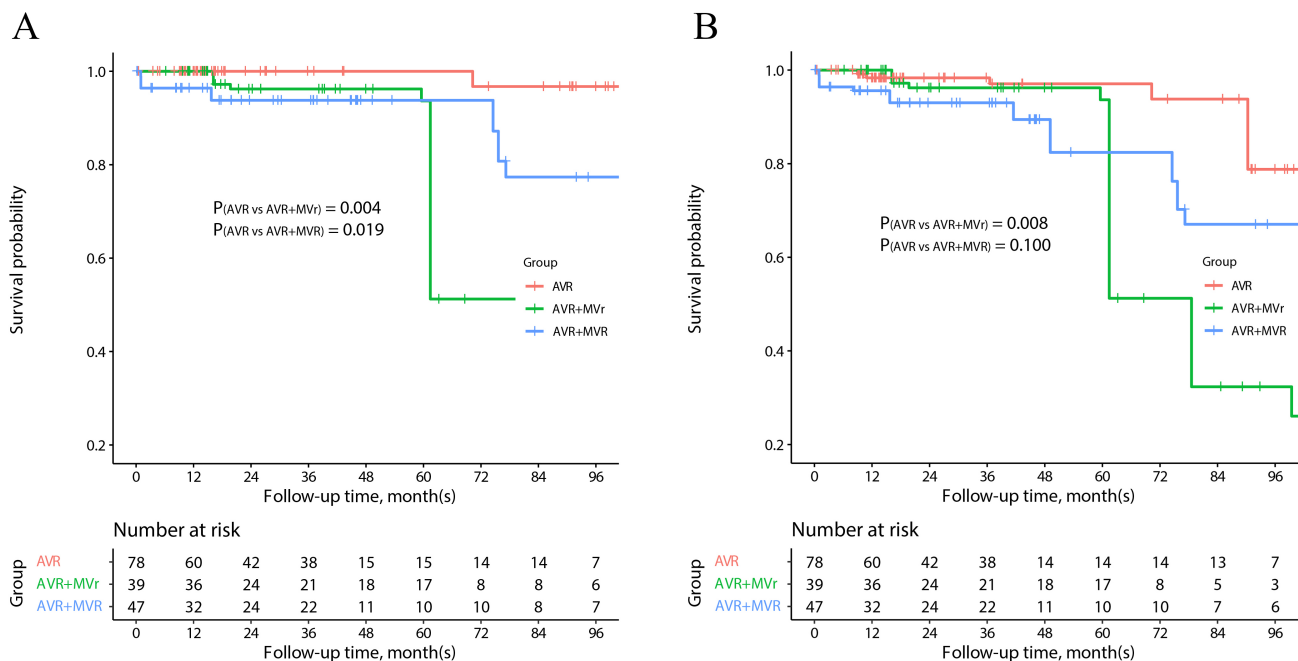 A
Survival probability
1.0
0.8
0.6
0.4
0.2
P(AVR vs AVR+MVr) = 0.004
P(AVR vs AVR+MVR) = 0.019
Group
AVR
AVR+MVr
AVR+MVR
0 12 24 36 48 60 72 84 96
Follow-up time, month(s)
Number at risk
Group
AVR 78 60 42 38 15 15 14 14 7
AVR+MVr 39 36 24 21 18 17 8 8 6
AVR+MVR 47 32 24 22 11 10 10 8 7
0 12 24 36 48 60 72 84 96
Follow-up time, month(s)
B
Survival probability
1.0
0.8
0.6
0.4
0.2
P(AVR vs AVR+MVr) = 0.008
P(AVR vs AVR+MVR) = 0.100
Group
AVR
AVR+MVr
AVR+MVR
0 12 24 36 48 60 72 84 96
Follow-up time, month(s)
Number at risk
Group
AVR 78 60 42 38 14 14 14 13 7
AVR+MVr 39 36 24 21 18 17 8 5 3
AVR+MVR 47 32 24 22 11 10 10 7 6
0 12 24 36 48 60 72 84 96
Follow-up time, month(s)